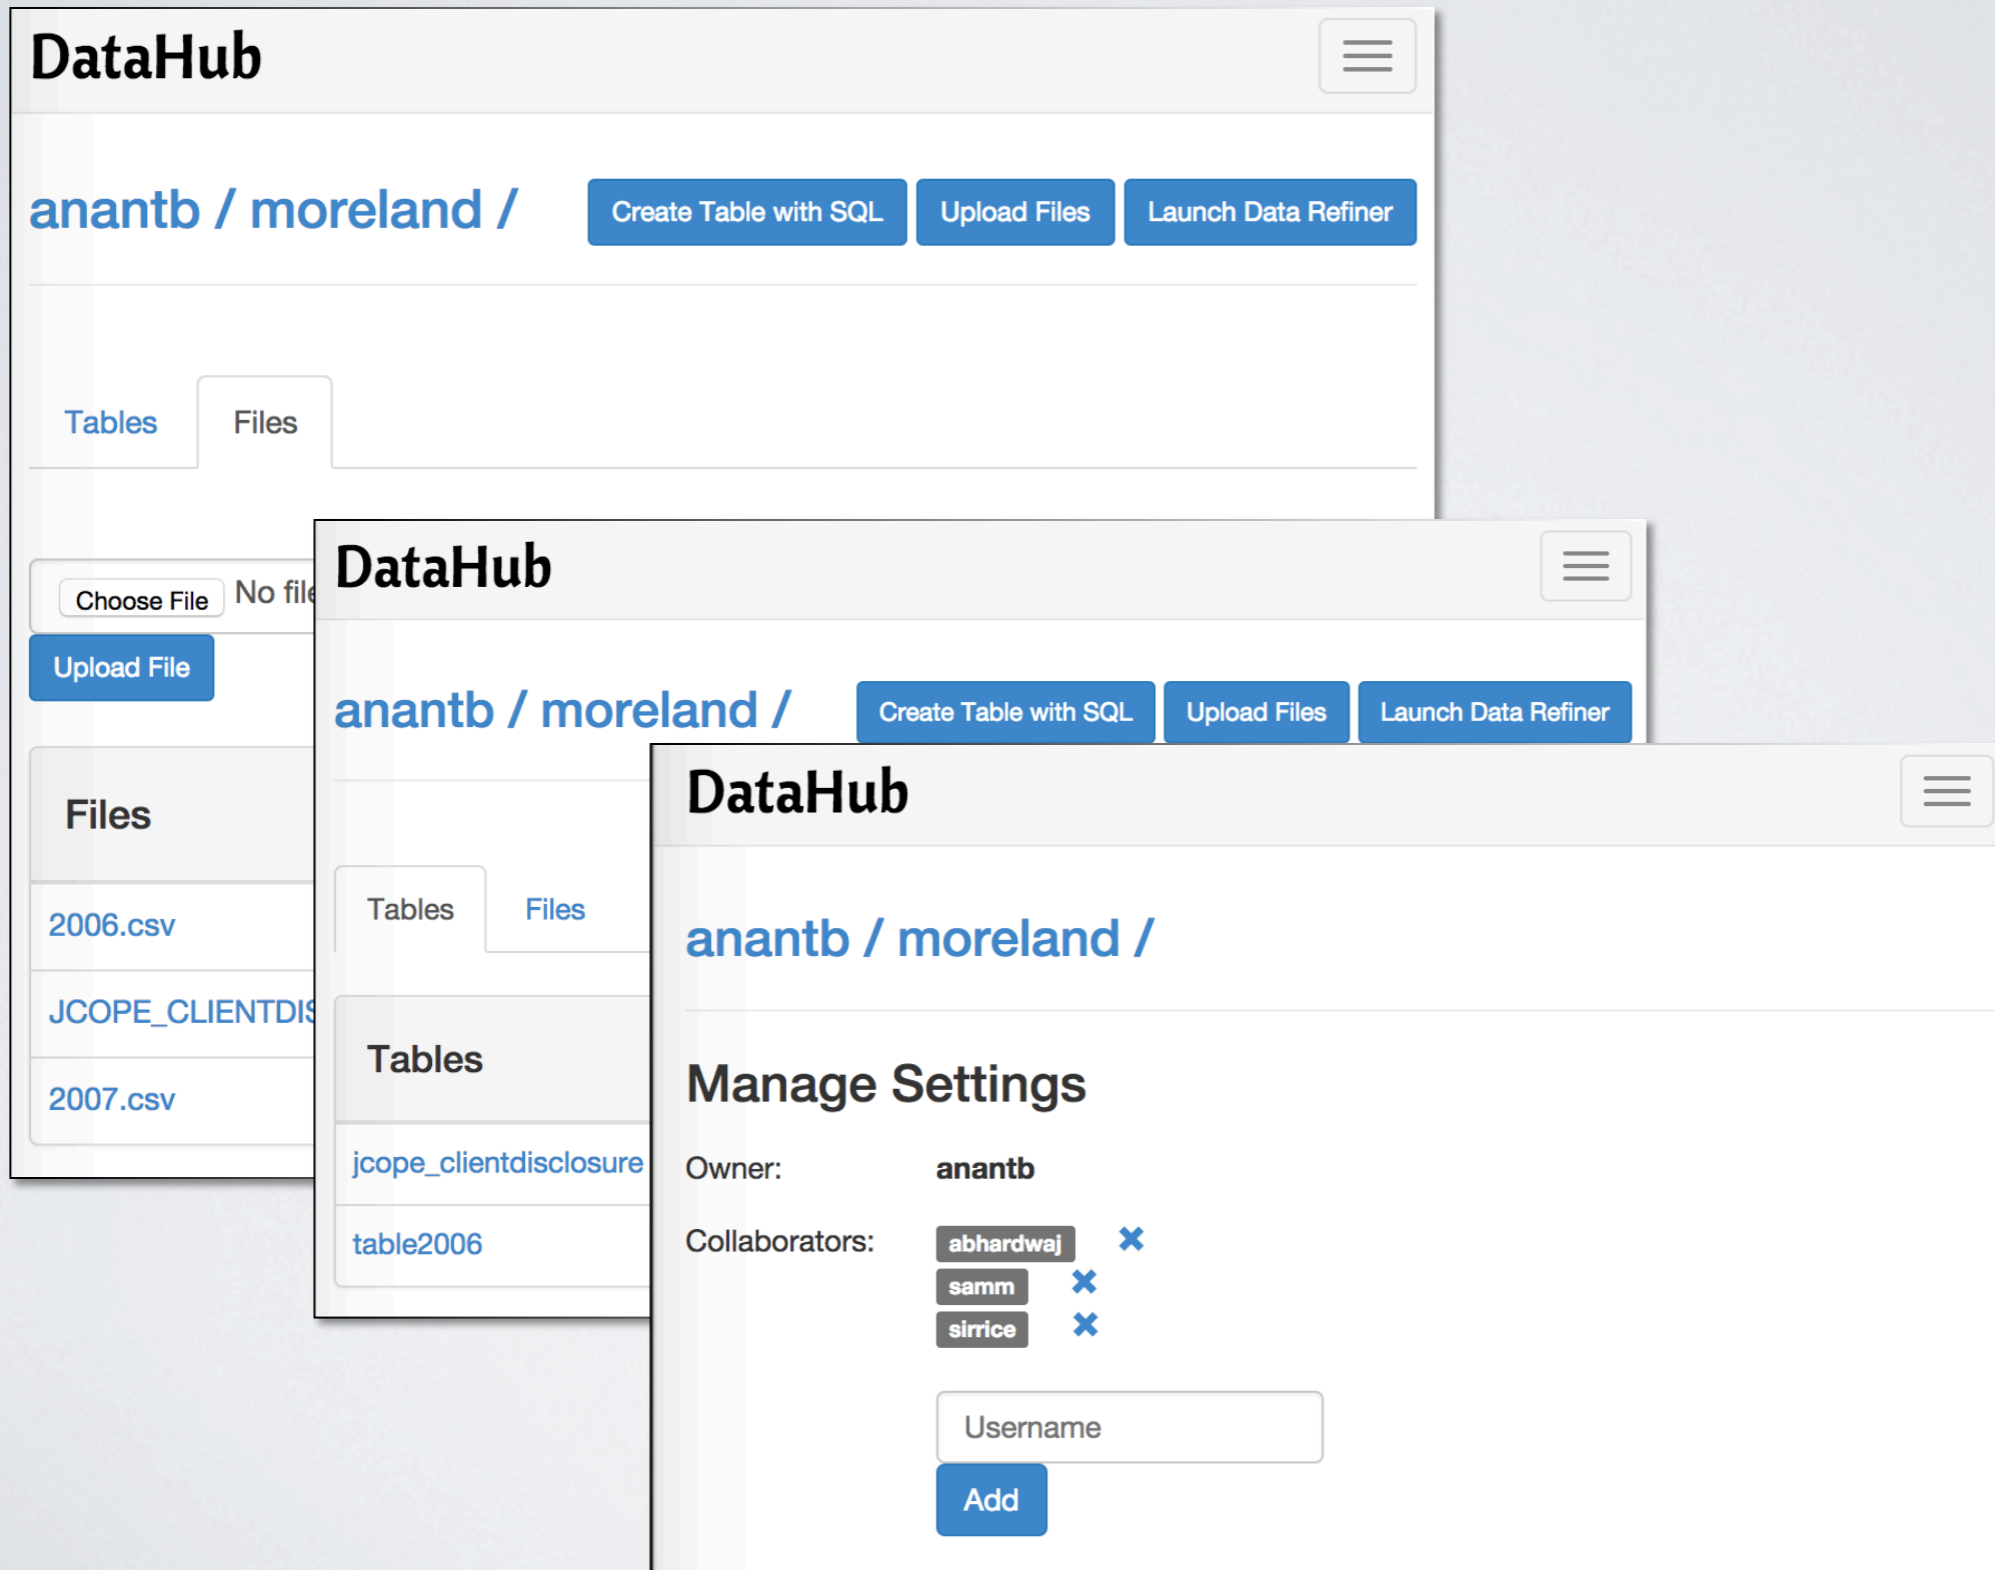 DataHub
anantb / moreland /
Create Table with SQL
Upload Files
Launch Data Refiner
Tables
Files
Choose File No file
Upload File
Files
2006.csv
JCOPE_CLIENTDIS
2007.csv
DataHub
anantb / moreland /
Create Table with SQL
Upload Files
Launch Data Refiner
Tables
Files
Tables
jcope_clientdisclosure
table2006
DataHub
anantb / moreland /
Manage Settings
Owner: anantb
Collaborators: abhardwaj
samm
sirrice
Username
Add